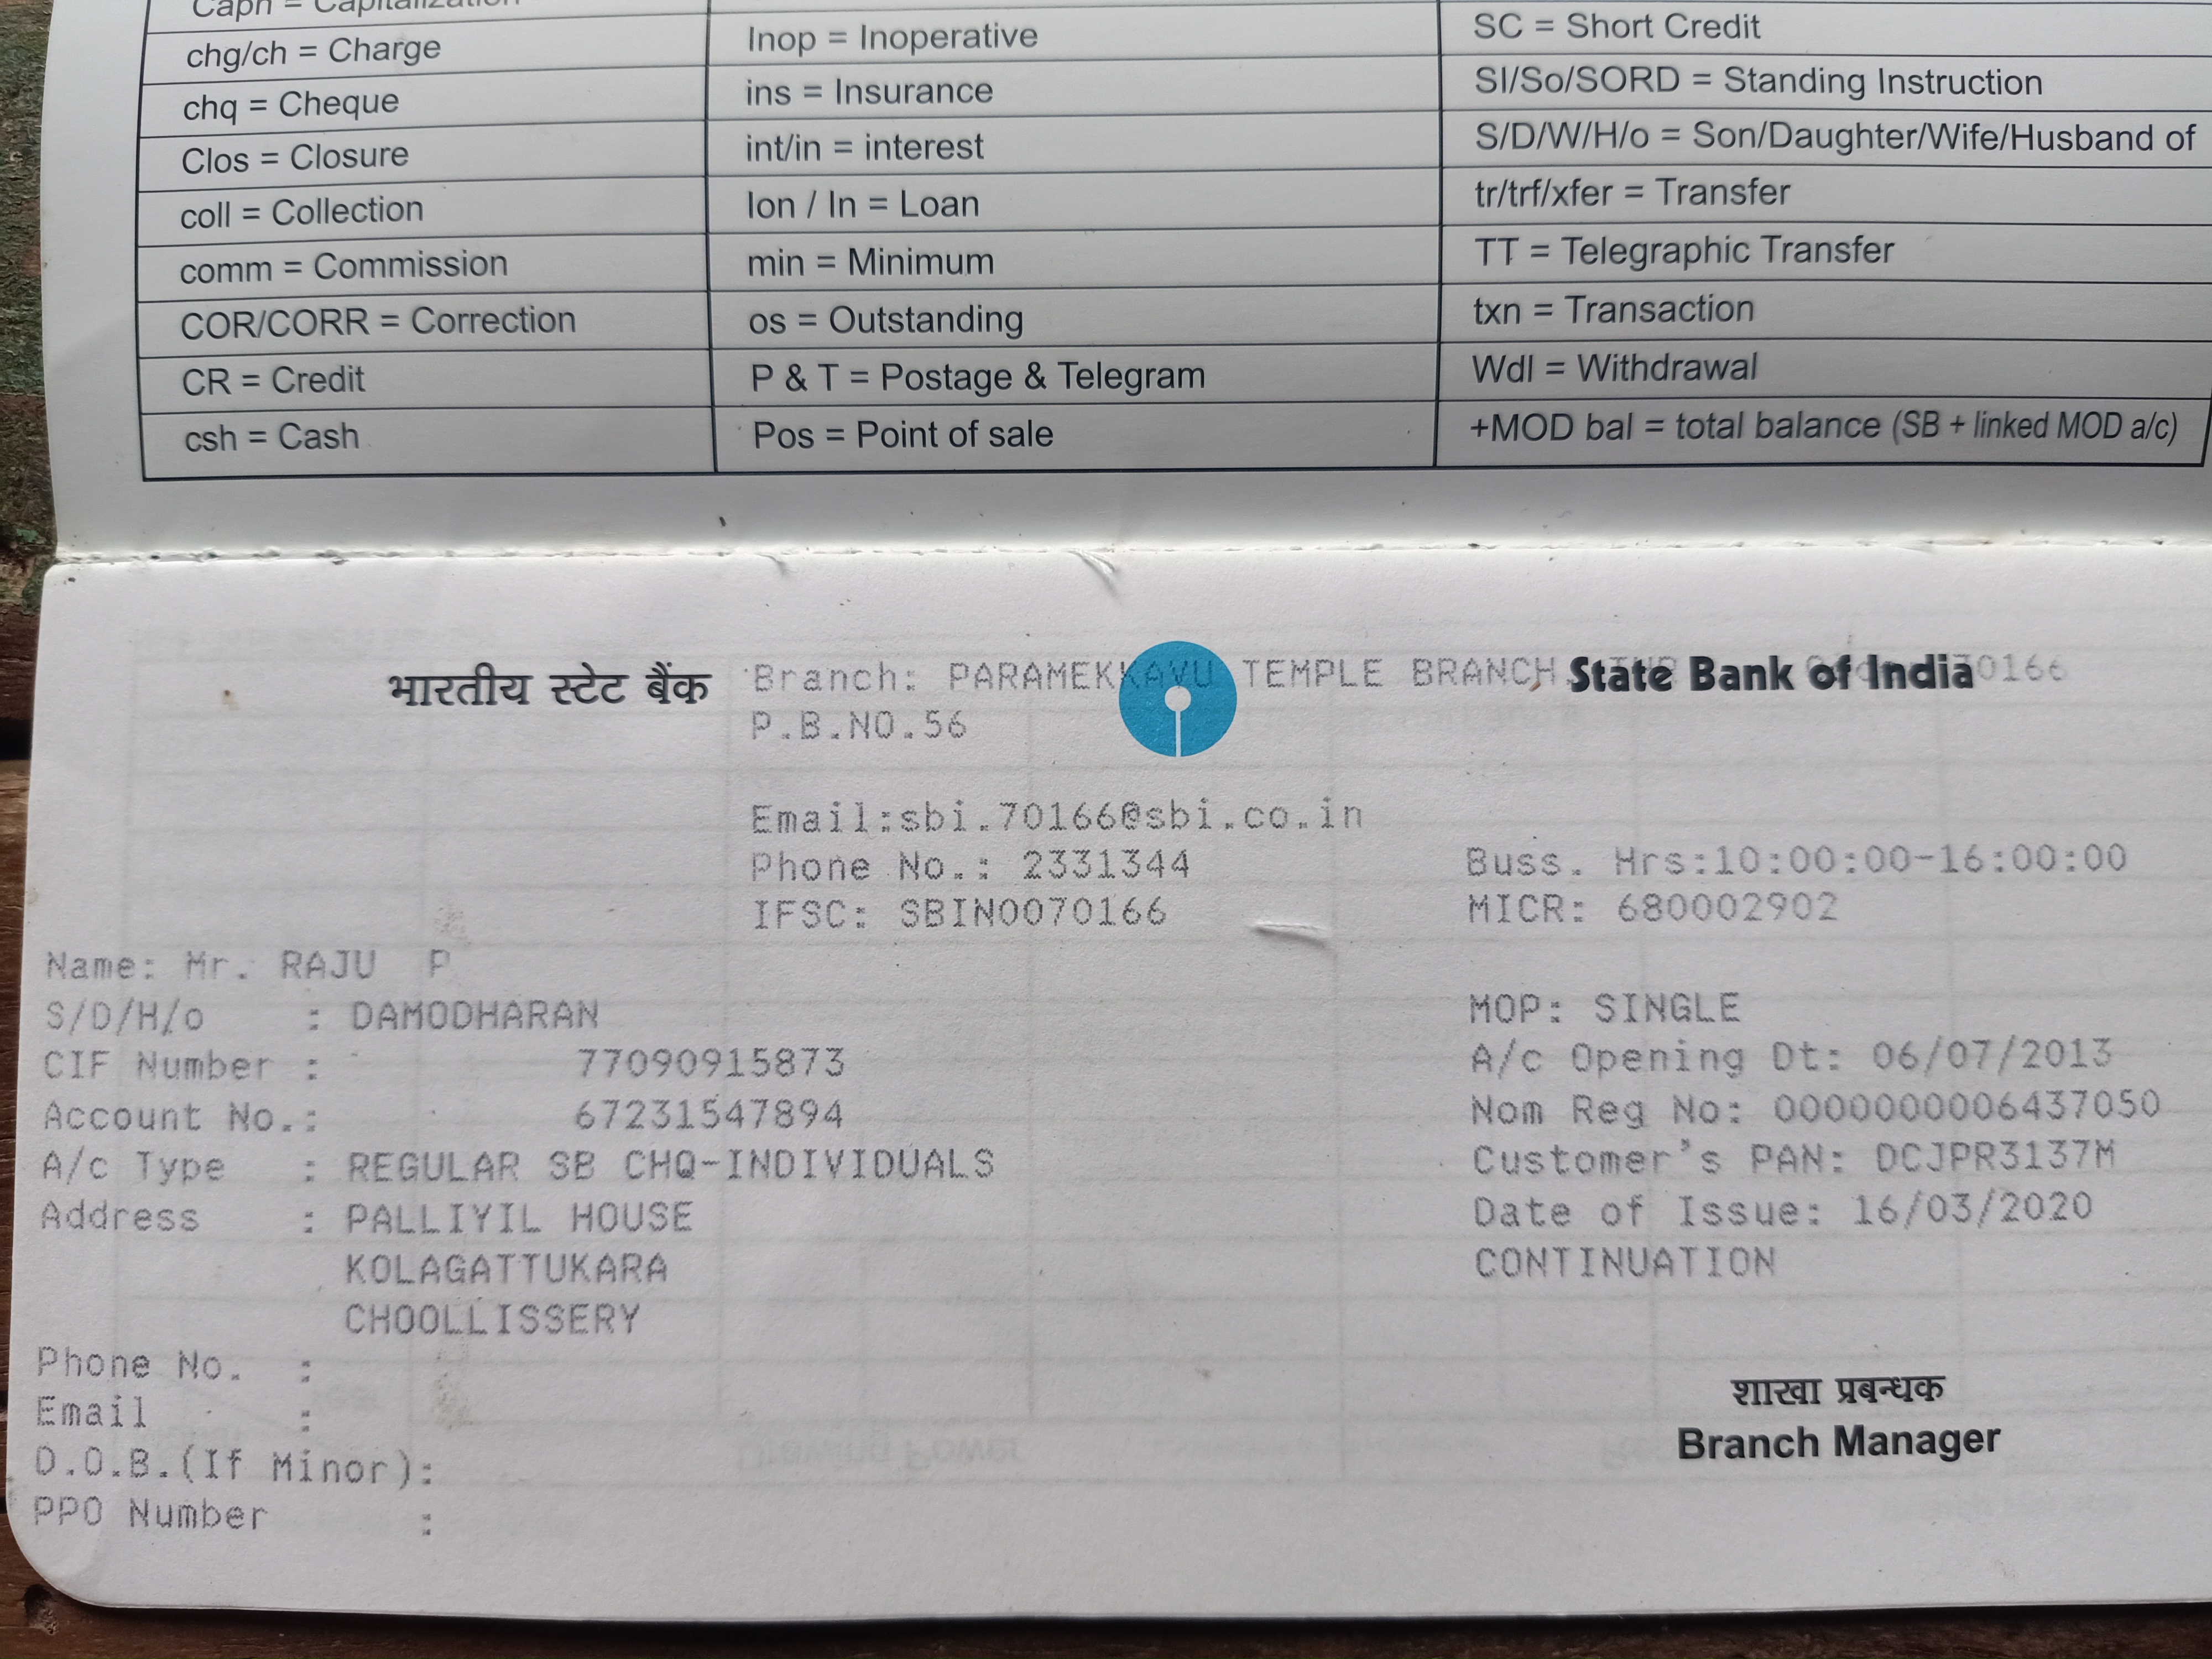 Caph = Capitalization
chg/ch = Charge
chq = Cheque
Clos = Closure
coll = Collection
comm = Commission
COR/CORR = Correction
CR = Credit
csh = Cash
Inop = Inoperative
ins = Insurance
int/in = interest
lon / ln = Loan
min = Minimum
os = Outstanding
P & T = Postage & Telegram
Pos = Point of sale
SC = Short Credit
SI/So/SORD = Standing Instruction
S/D/W/H/o = Son/Daughter/Wife/Husband of
tr/trf/xfer = Transfer
TT = Telegraphic Transfer
txn = Transaction
Wdl = Withdrawal
+MOD bal = total balance (SB + linked MOD a/c)
भारतीय स्टेट बैंक
State Bank of India
Branch: PARAMEKKAVU TEMPLE BRANCH 70166
P.B.NO.56
Email:sbi.70166@sbi.co.in
Phone No.: 2331344 Buss. Hrs:10:00:00-16:00:00
IFSC: SBIN0070166 MICR: 680002902
Name: Mr. RAJU P
S/D/H/o : DAMODHARAN MOP: SINGLE
CIF Number : 77090915873 A/c Opening Dt: 06/07/2013
Account No.: 67231547894 Nom Reg No: 0000000006437050
A/c Type : REGULAR SB CHQ-INDIVIDUALS Customer's PAN: DCJPR3137M
Address : PALLIYIL HOUSE Date of Issue: 16/03/2020
KOLAGATTUKARA CONTINUATION
CHOOLLISSERY
Phone No. :
Email :
D.O.B.(If Minor):
PPO Number :
शाखा प्रबन्धक
Branch Manager